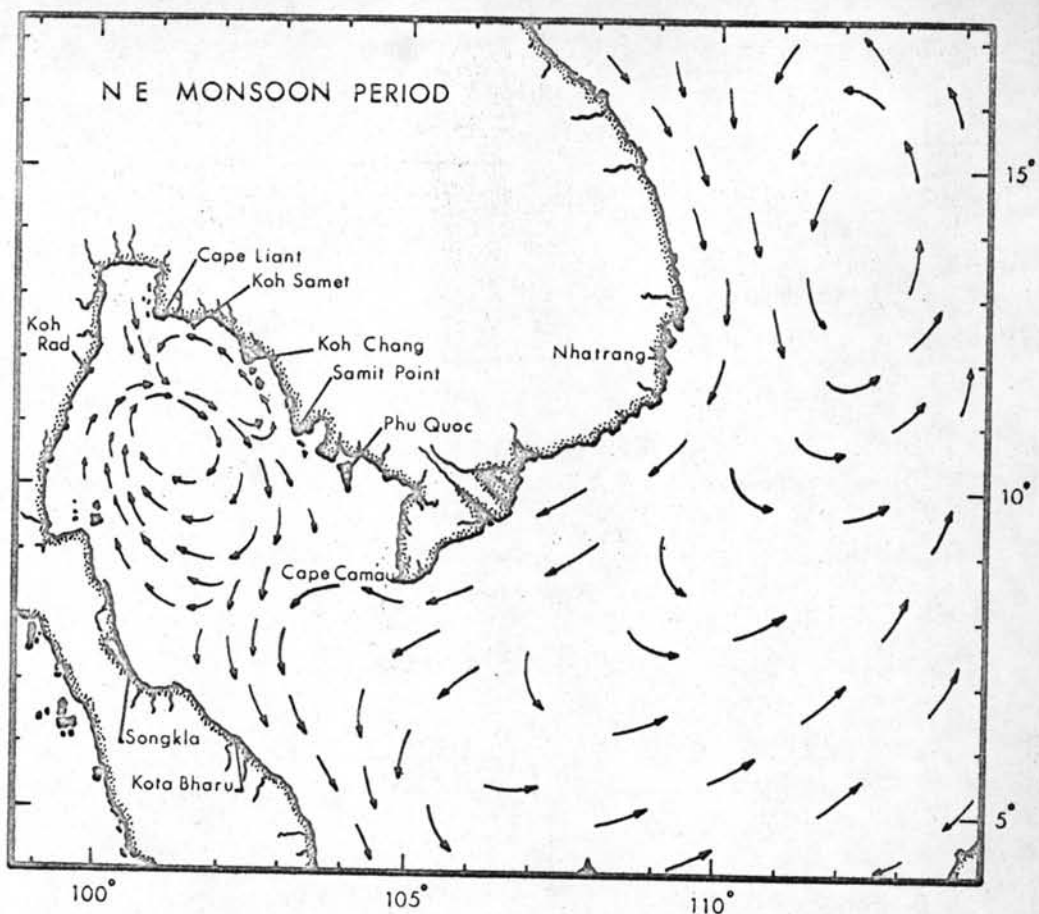 N E MONSOON PERIOD
15°
Cape Liant
Koh Samet
Koh
Rad
Koh Chang
Nhatrang
Samit Point
Phu Quoc
10°
Cape Camau
Songkla
Kota Bharu
5°
100°
105°
110°